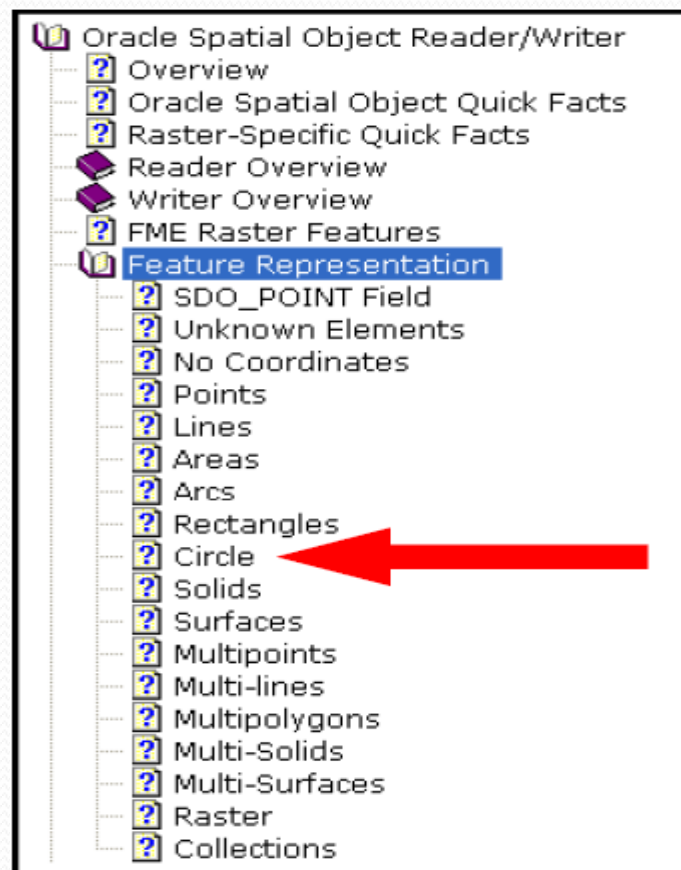 Oracle Spatial Object Reader/Writer
Overview
Oracle Spatial Object Quick Facts
Raster-Specific Quick Facts
Reader Overview
Writer Overview
FME Raster Features
Feature Representation
SDO_POINT Field
Unknown Elements
No Coordinates
Points
Lines
Areas
Arcs
Rectangles
Circle
Solids
Surfaces
Multipoints
Multi-lines
Multipolygons
Multi-Solids
Multi-Surfaces
Raster
Collections